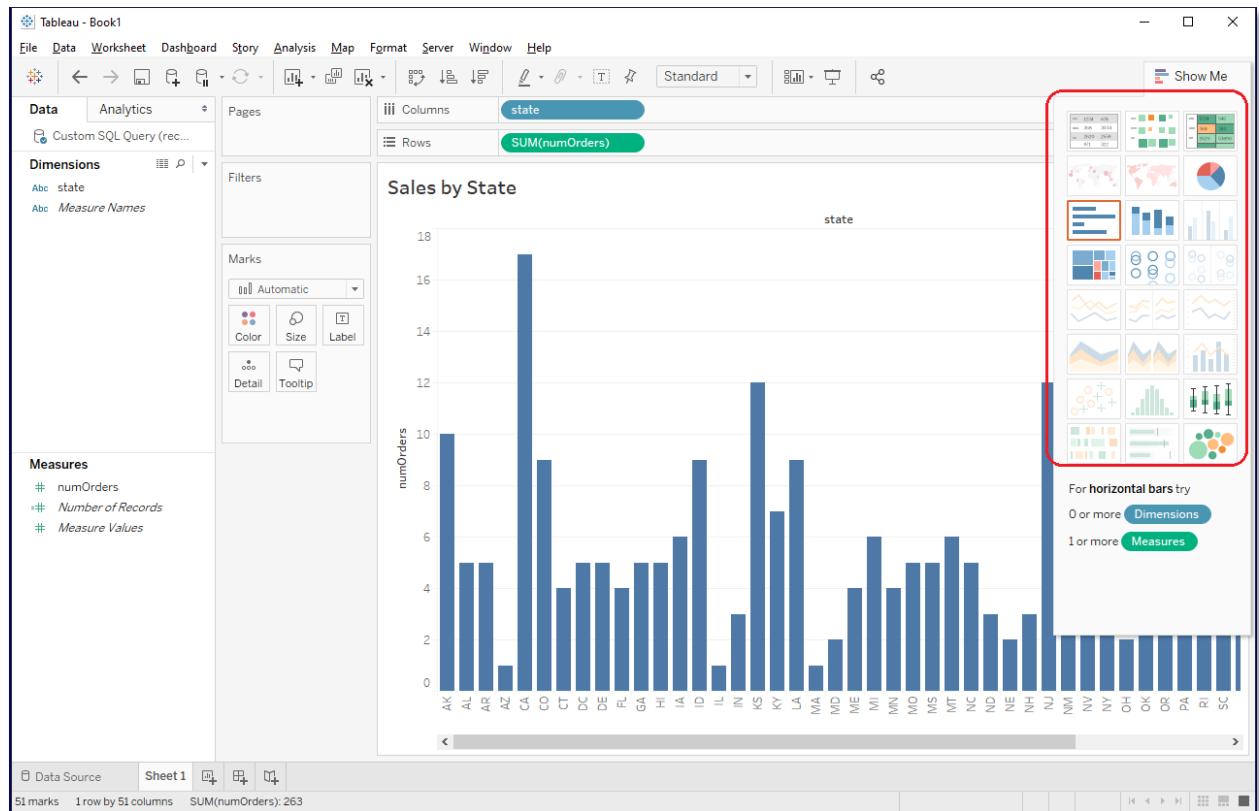 Tableau - Book1
File Data Worksheet Dashboard Story Analysis Map Format Server Window Help
Standard
Show Me
Data Analytics
Custom SQL Query (rec...
Dimensions
Abc state
Abc Measure Names
Measures
# numOrders
=# Number of Records
# Measure Values
Pages
Filters
Marks
Automatic
Color Size Label
Detail Tooltip
Columns state
Rows SUM(numOrders)
Sales by State
state
18
16
14
12
10
8
6
4
2
0
numOrders
AK AL AR AZ CA CO CT DC DE FL GA HI IA ID IL IN KS KY LA MA MD ME MI MN MO MS MT NC ND NE NH NJ NM NV NY OH OK OR PA RI SC
For horizontal bars try
0 or more Dimensions
1 or more Measures
Data Source Sheet 1
51 marks 1 row by 51 columns SUM(numOrders): 263